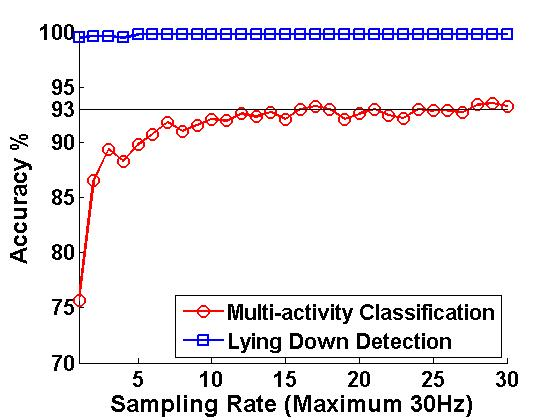 100
95
93
90
85
80
75
70
Accuracy %
Multi-activity Classification
Lying Down Detection
5 10 15 20 25 30
Sampling Rate (Maximum 30Hz)